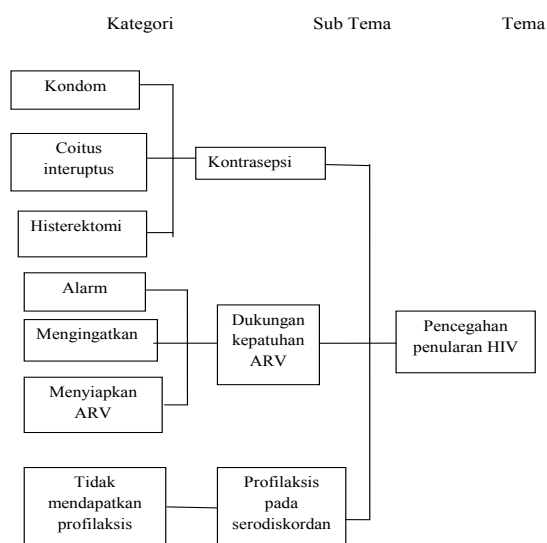 Kategori Sub Tema Tema
Kondom
Coitus
interuptus
Kontrasepsi
Histerektomi
Alarm
Mengingatkan
Menyiapkan
ARV
Dukungan
kepatuhan
ARV
Pencegahan
penularan HIV
Tidak
mendapatkan
profilaksis
Profilaksis
pada
serodiskordan